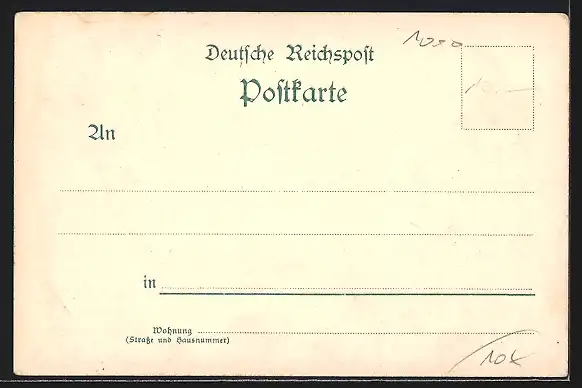 Deutsche Reichspost
Postkarte
An
in
Wohnung
(Straße und Hausnummer)